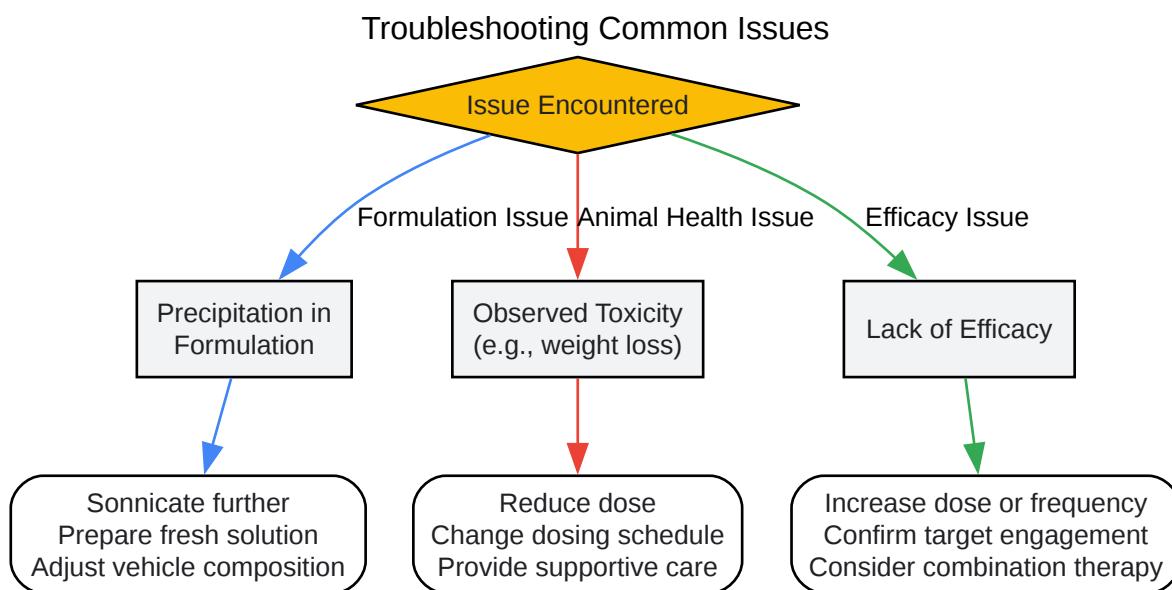 Troubleshooting Common Issues
Issue Encountered
Formulation Issue
Animal Health Issue
Efficacy Issue
Precipitation in
Formulation
Observed Toxicity
(e.g., weight loss)
Lack of Efficacy
Sonnicate further
Prepare fresh solution
Adjust vehicle composition
Reduce dose
Change dosing schedule
Provide supportive care
Increase dose or frequency
Confirm target engagement
Consider combination therapy